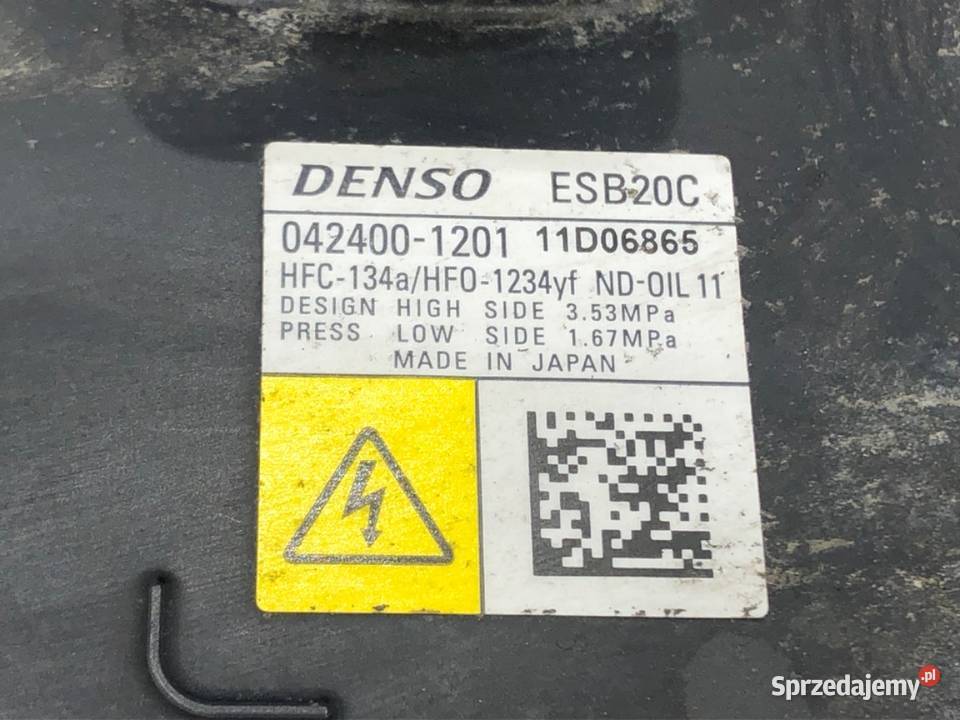 DENSO ESB20C
042400-1201 11D06865
HFC-134a/HFO-1234yf ND-OIL 11
DESIGN HIGH SIDE 3.53MPa
PRESS LOW SIDE 1.67MPa
MADE IN JAPAN
Sprzedajemy.pl